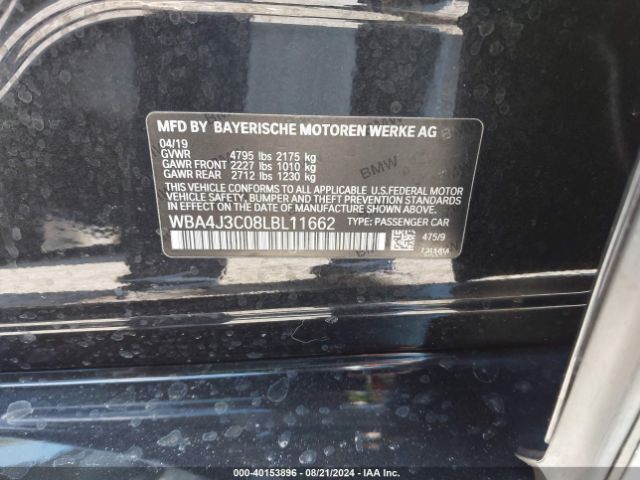 MFD BY BAYERISCHE MOTOREN WERKE AG
04/19
GVWR 4795 lbs 2175 kg
GAWR FRONT 2227 lbs 1010 kg
GAWR REAR 2712 lbs 1230 kg
THIS VEHICLE CONFORMS TO ALL APPLICABLE U.S.FEDERAL MOTOR
VEHICLE SAFETY, BUMPER, AND THEFT PREVENTION STANDARDS
IN EFFECT ON THE DATE OF MANUFACTURE SHOWN ABOVE.
WBA4J3C08LBL11662 TYPE: PASSENGER CAR
475/9
BMW
000-40153896 - 08/21/2024 - IAA Inc.